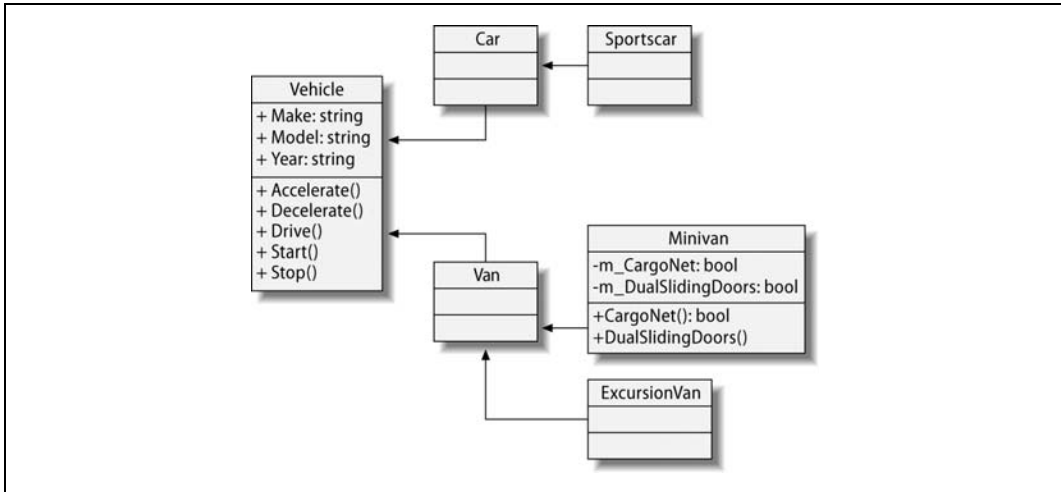 Car
Sportscar
Vehicle
+ Make: string
+ Model: string
+ Year: string
+ Accelerate()
+ Decelerate()
+ Drive()
+ Start()
+ Stop()
Van
Minivan
-m_CargoNet: bool
-m_DualSlidingDoors: bool
+CargoNet(): bool
+DualSlidingDoors()
ExcursionVan